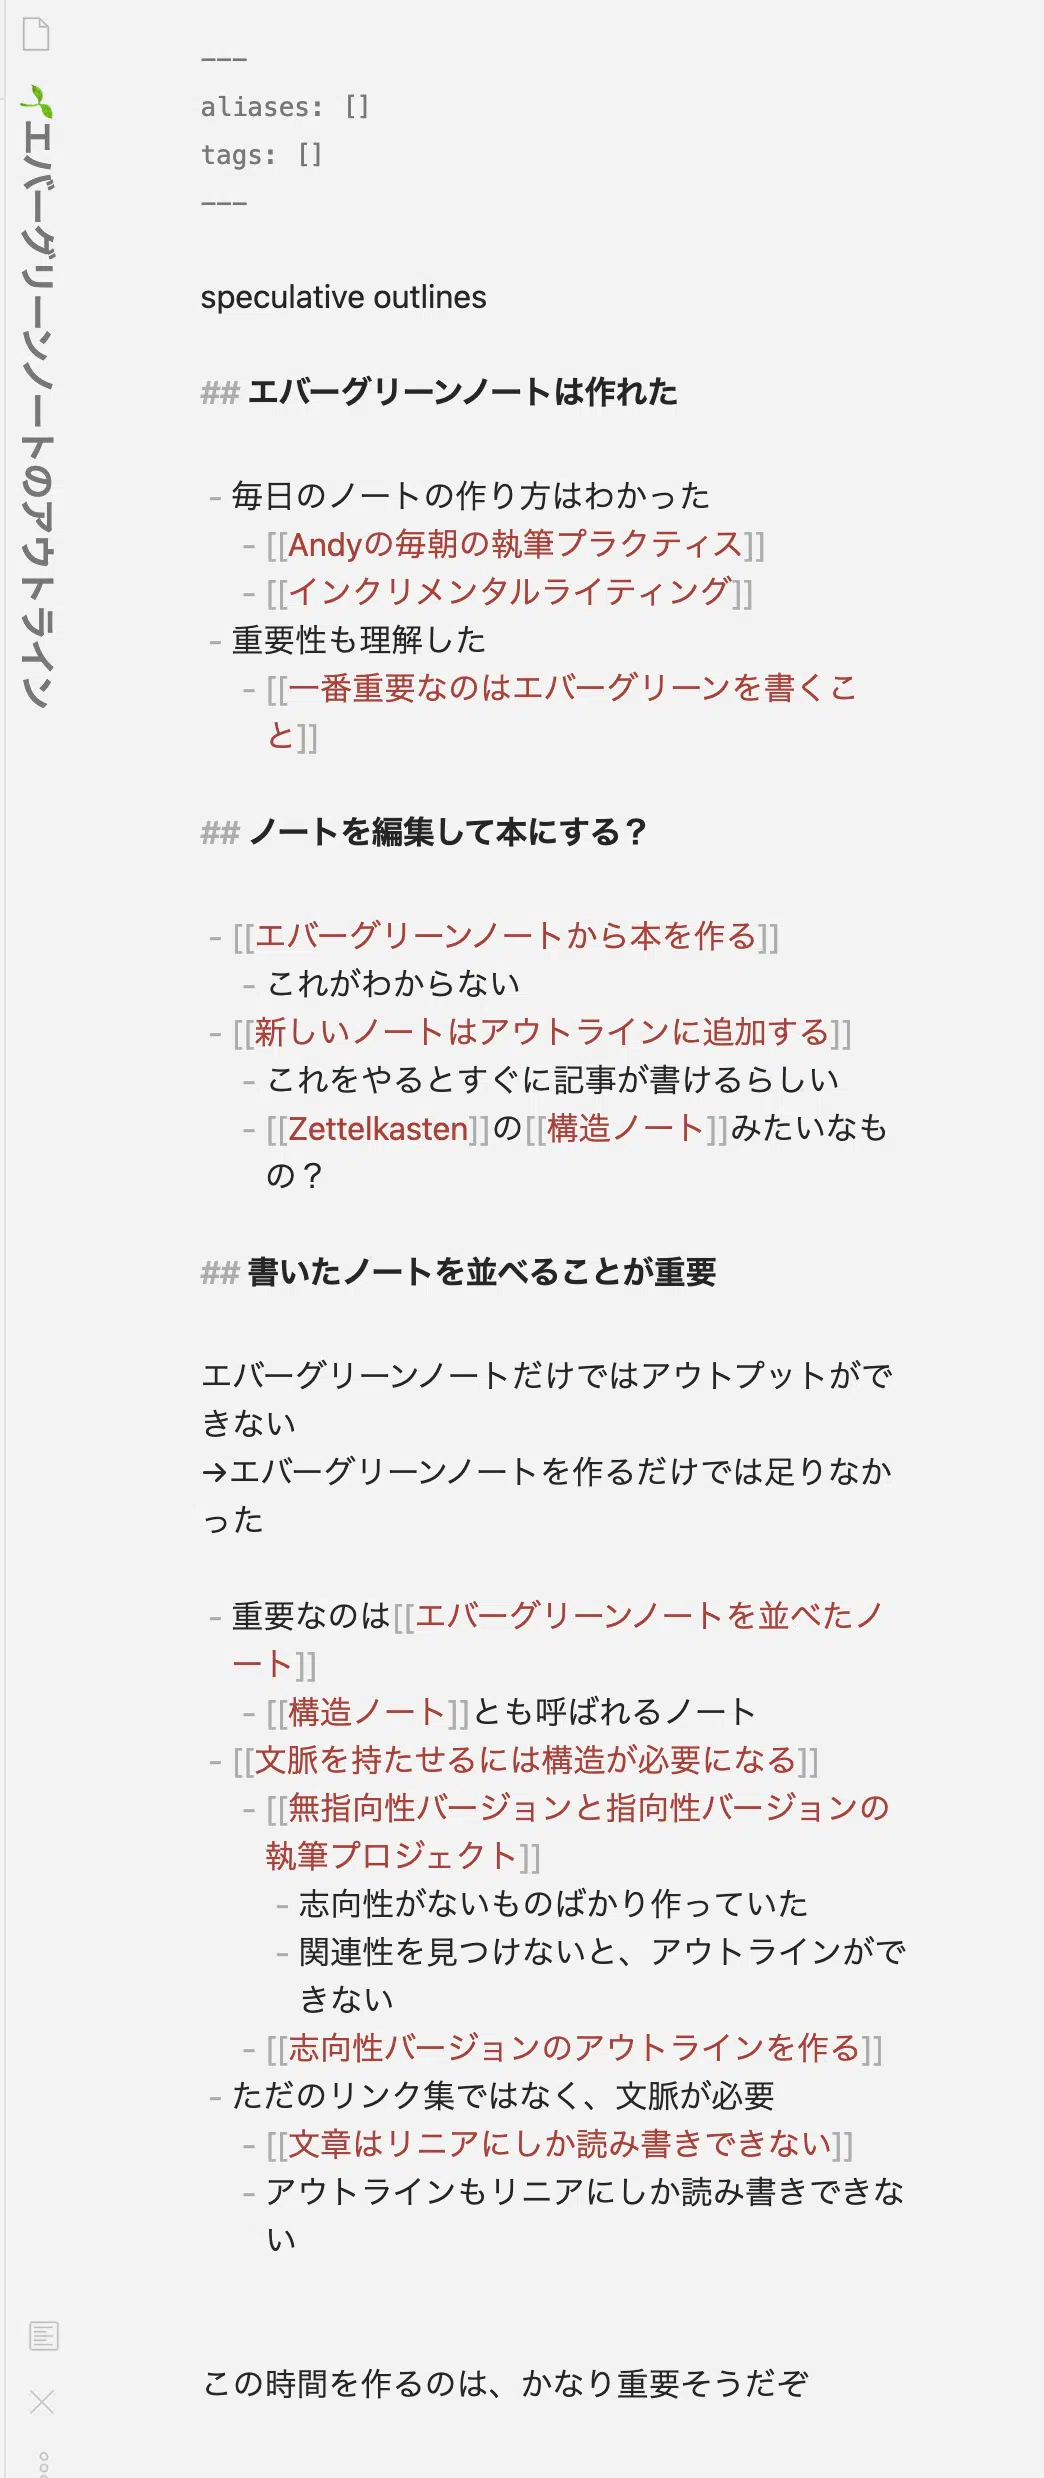 🌱エバーグリーンノートのアウトライン
---
aliases: []
tags: []
---
speculative outlines
## エバーグリーンノートは作れた
- 毎日のノートの作り方はわかった
- [[Andyの毎朝の執筆プラクティス]]
- [[インクリメンタルライティング]]
- 重要性も理解した
- [[一番重要なのはエバーグリーンを書くこ
と]]
## ノートを編集して本にする？
- [[エバーグリーンノートから本を作る]]
- これがわからない
- [[新しいノートはアウトラインに追加する]]
- これをやるとすぐに記事が書けるらしい
- [[Zettelkasten]]の[[構造ノート]]みたいなも
の？
## 書いたノートを並べることが重要
エバーグリーンノートだけではアウトプットがで
きない
→エバーグリーンノートを作るだけでは足りなか
った
- 重要なのは[[エバーグリーンノートを並べたノ
ート]]
- [[構造ノート]]とも呼ばれるノート
- [[文脈を持たせるには構造が必要になる]]
- [[無指向性バージョンと指向性バージョンの
執筆プロジェクト]]
- 志向性がないものばかり作っていた
- 関連性を見つけないと、アウトラインがで
きない
- [[志向性バージョンのアウトラインを作る]]
- ただのリンク集ではなく、文脈が必要
- [[文章はリニアにしか読み書きできない]]
- アウトラインもリニアにしか読み書きできな
い
この時間を作るのは、かなり重要そうだぞ